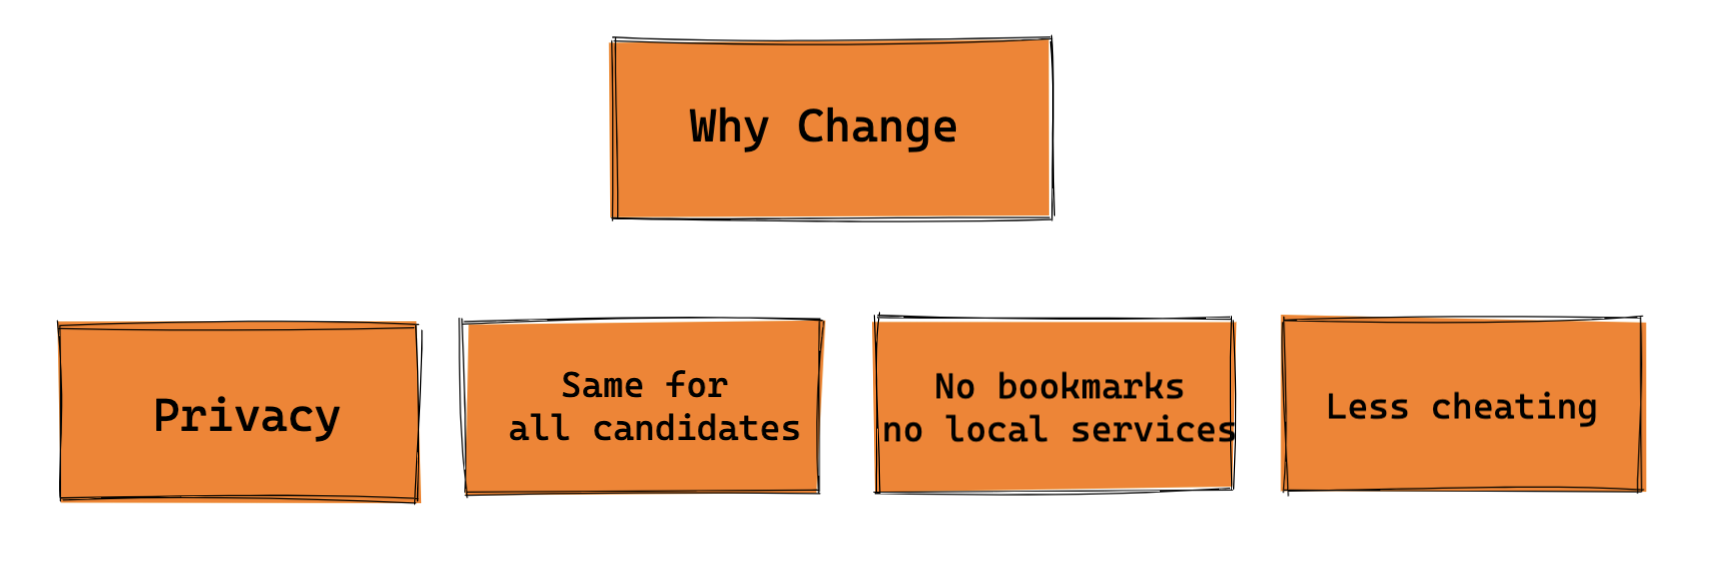 Why Change
Privacy
Same for
all candidates
No bookmarks
no local services
Less cheating